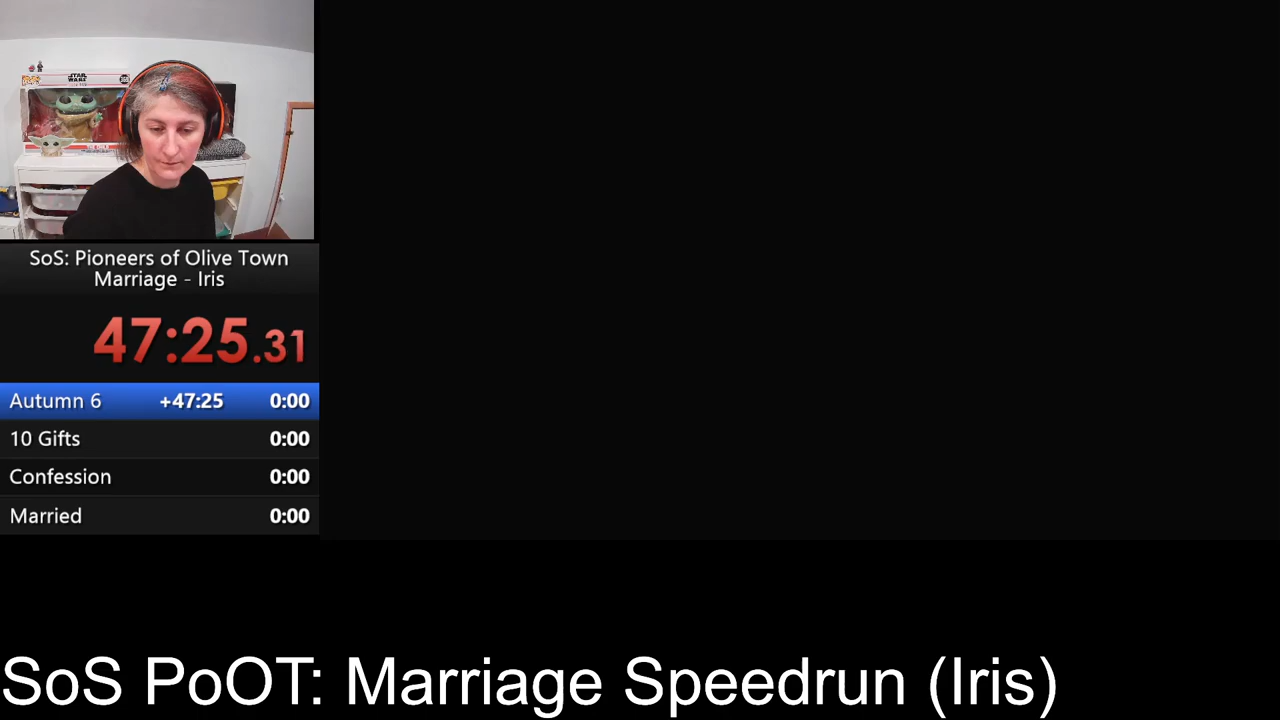 STAR
WARS
SoS: Pioneers of Olive Town
Marriage - Iris
47:25.31
Autumn 6 +47:25 0:00
10 Gifts 0:00
Confession 0:00
Married 0:00
SoS PoOT: Marriage Speedrun (Iris)